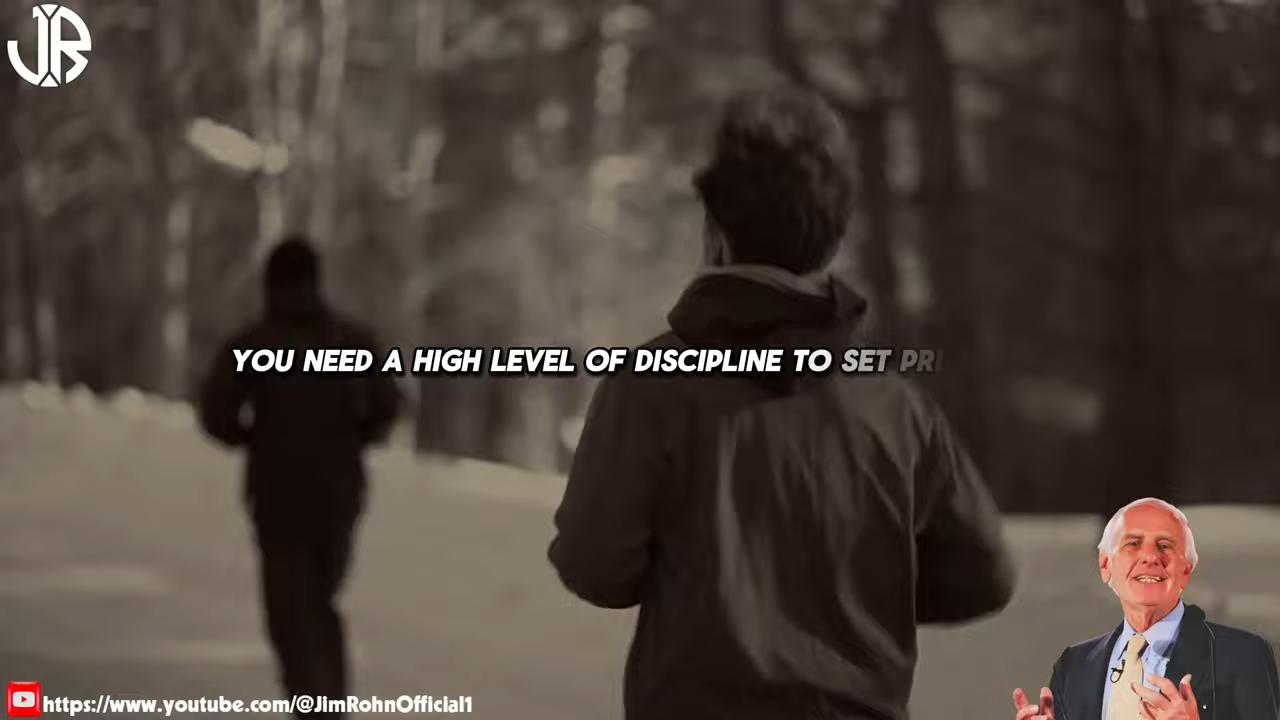 JR
YOU NEED A HIGH LEVEL OF DISCIPLINE TO SET
https://www.youtube.com/@JimRohnOfficial1